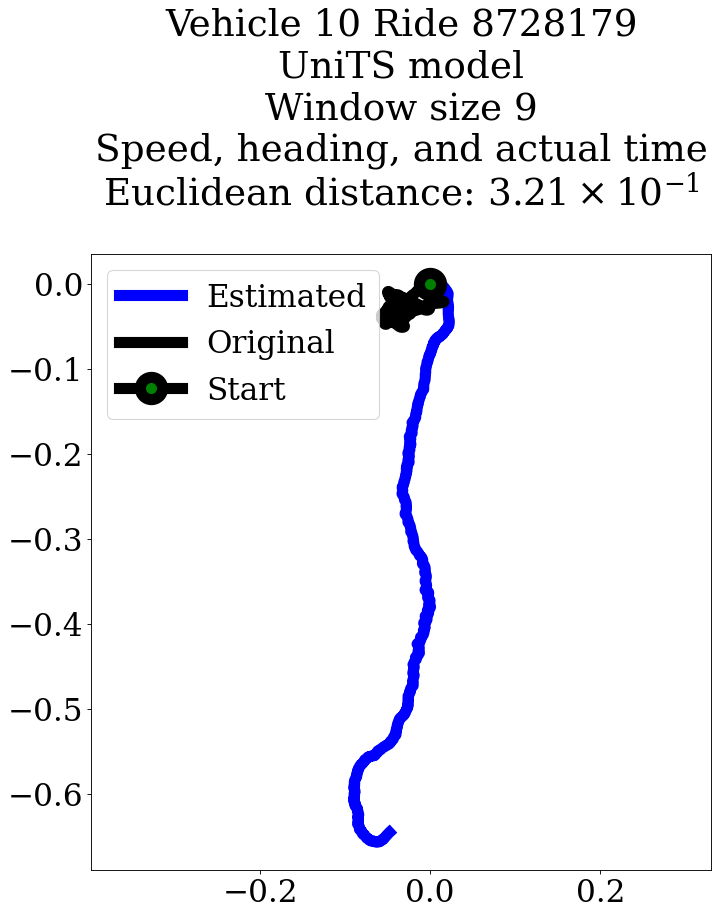 Vehicle 10 Ride 8728179
UniTS model
Window size 9
Speed, heading, and actual time
Euclidean distance: 3.21 × 10⁻¹
Estimated
Original
Start
0.0
−0.1
−0.2
−0.3
−0.4
−0.5
−0.6
−0.2 0.0 0.2